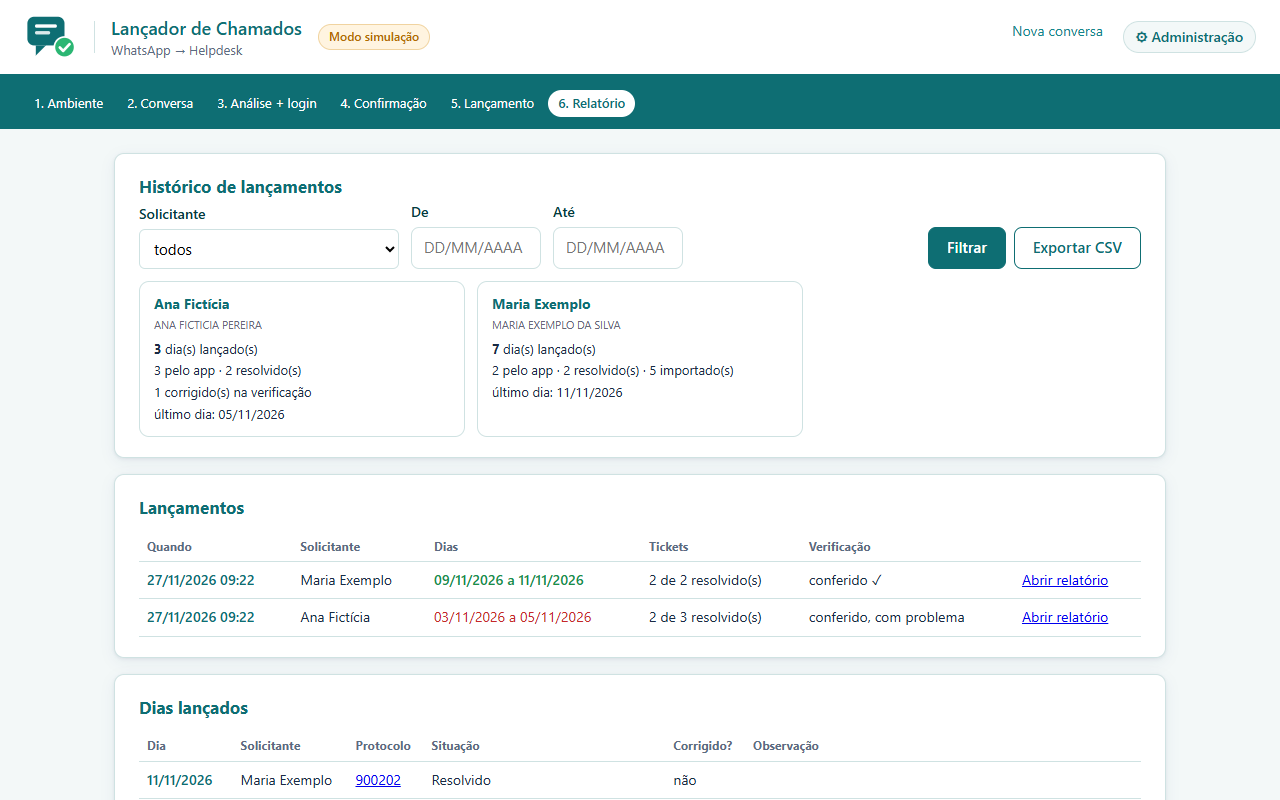 Lançador de Chamados
WhatsApp → Helpdesk
Modo simulação
Nova conversa
⚙ Administração
1. Ambiente
2. Conversa
3. Análise + login
4. Confirmação
5. Lançamento
6. Relatório
Histórico de lançamentos
Solicitante
De
Até
todos
DD/MM/AAAA
DD/MM/AAAA
Filtrar
Exportar CSV
Ana Fictícia
ANA FICTICIA PEREIRA
3 dia(s) lançado(s)
3 pelo app · 2 resolvido(s)
1 corrigido(s) na verificação
último dia: 05/11/2026
Maria Exemplo
MARIA EXEMPLO DA SILVA
7 dia(s) lançado(s)
2 pelo app · 2 resolvido(s) · 5 importado(s)
último dia: 11/11/2026
Lançamentos
Quando Solicitante Dias Tickets Verificação
27/11/2026 09:22 Maria Exemplo 09/11/2026 a 11/11/2026 2 de 2 resolvido(s) conferido ✓ Abrir relatório
27/11/2026 09:22 Ana Fictícia 03/11/2026 a 05/11/2026 2 de 3 resolvido(s) conferido, com problema Abrir relatório
Dias lançados
Dia Solicitante Protocolo Situação Corrigido? Observação
11/11/2026 Maria Exemplo 900202 Resolvido não